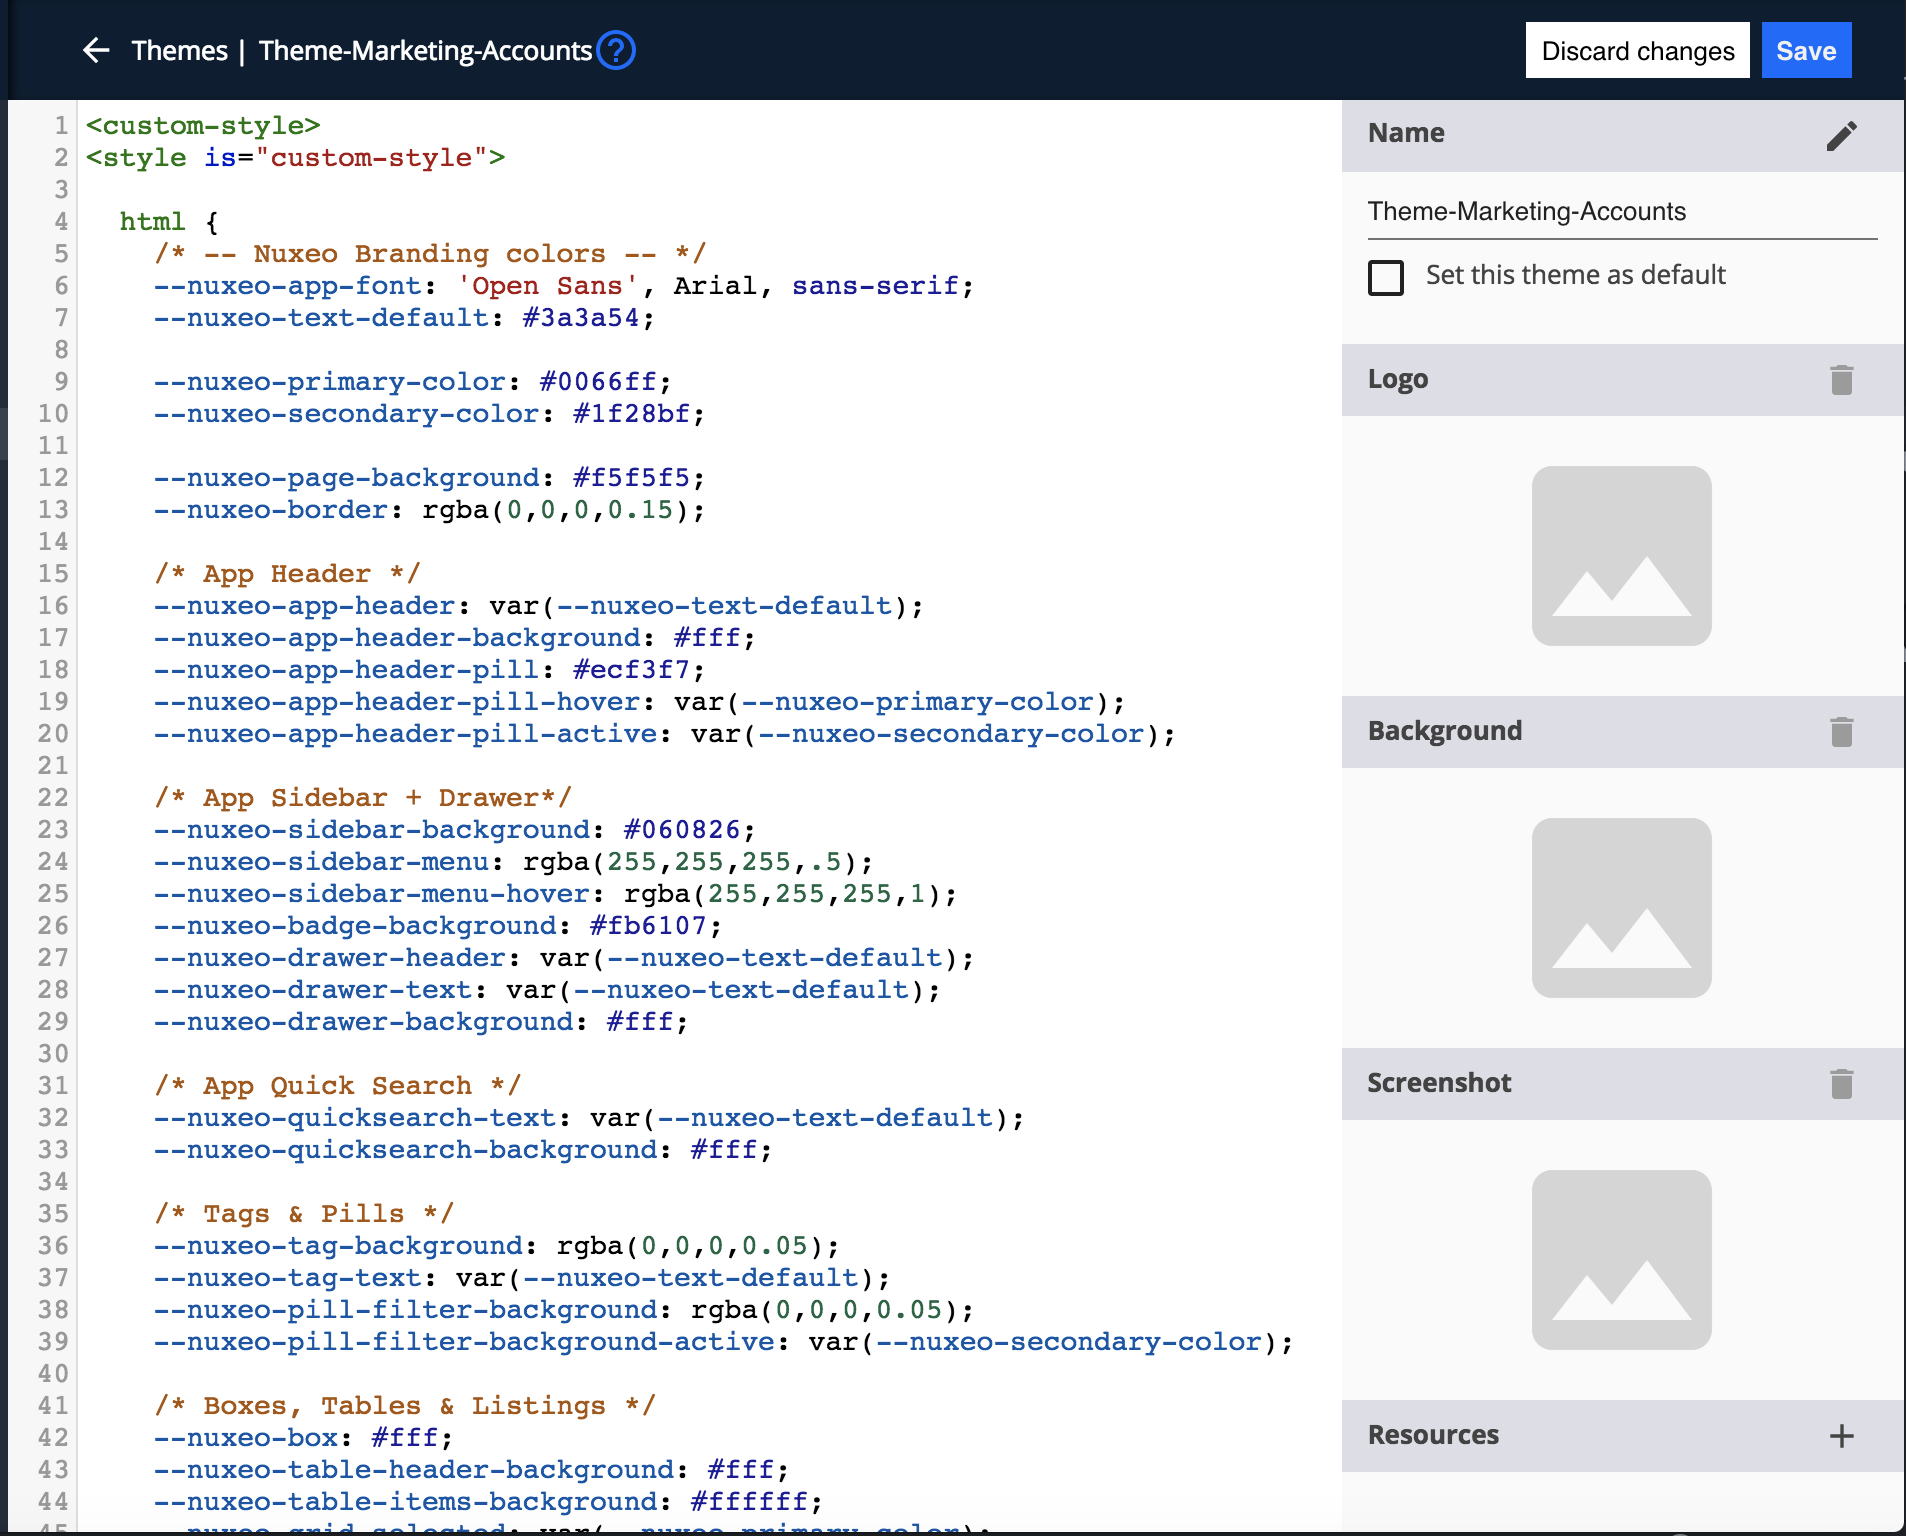 Themes | Theme-Marketing-Accounts ?
Discard changes
Save
1 <custom-style>
2 <style is="custom-style">
3
4 html {
5 /* -- Nuxeo Branding colors -- */
6 --nuxeo-app-font: 'Open Sans', Arial, sans-serif;
7 --nuxeo-text-default: #3a3a54;
8
9 --nuxeo-primary-color: #0066ff;
10 --nuxeo-secondary-color: #1f28bf;
11
12 --nuxeo-page-background: #f5f5f5;
13 --nuxeo-border: rgba(0,0,0,0.15);
14
15 /* App Header */
16 --nuxeo-app-header: var(--nuxeo-text-default);
17 --nuxeo-app-header-background: #fff;
18 --nuxeo-app-header-pill: #ecf3f7;
19 --nuxeo-app-header-pill-hover: var(--nuxeo-primary-color);
20 --nuxeo-app-header-pill-active: var(--nuxeo-secondary-color);
21
22 /* App Sidebar + Drawer*/
23 --nuxeo-sidebar-background: #060826;
24 --nuxeo-sidebar-menu: rgba(255,255,255,.5);
25 --nuxeo-sidebar-menu-hover: rgba(255,255,255,1);
26 --nuxeo-badge-background: #fb6107;
27 --nuxeo-drawer-header: var(--nuxeo-text-default);
28 --nuxeo-drawer-text: var(--nuxeo-text-default);
29 --nuxeo-drawer-background: #fff;
30
31 /* App Quick Search */
32 --nuxeo-quicksearch-text: var(--nuxeo-text-default);
33 --nuxeo-quicksearch-background: #fff;
34
35 /* Tags & Pills */
36 --nuxeo-tag-background: rgba(0,0,0,0.05);
37 --nuxeo-tag-text: var(--nuxeo-text-default);
38 --nuxeo-pill-filter-background: rgba(0,0,0,0.05);
39 --nuxeo-pill-filter-background-active: var(--nuxeo-secondary-color);
40
41 /* Boxes, Tables & Listings */
42 --nuxeo-box: #fff;
43 --nuxeo-table-header-background: #fff;
44 --nuxeo-table-items-background: #ffffff;
45 --nuxeo-grid-selected: var(--nuxeo-primary-color);
Name
Theme-Marketing-Accounts
Set this theme as default
Logo
Background
Screenshot
Resources